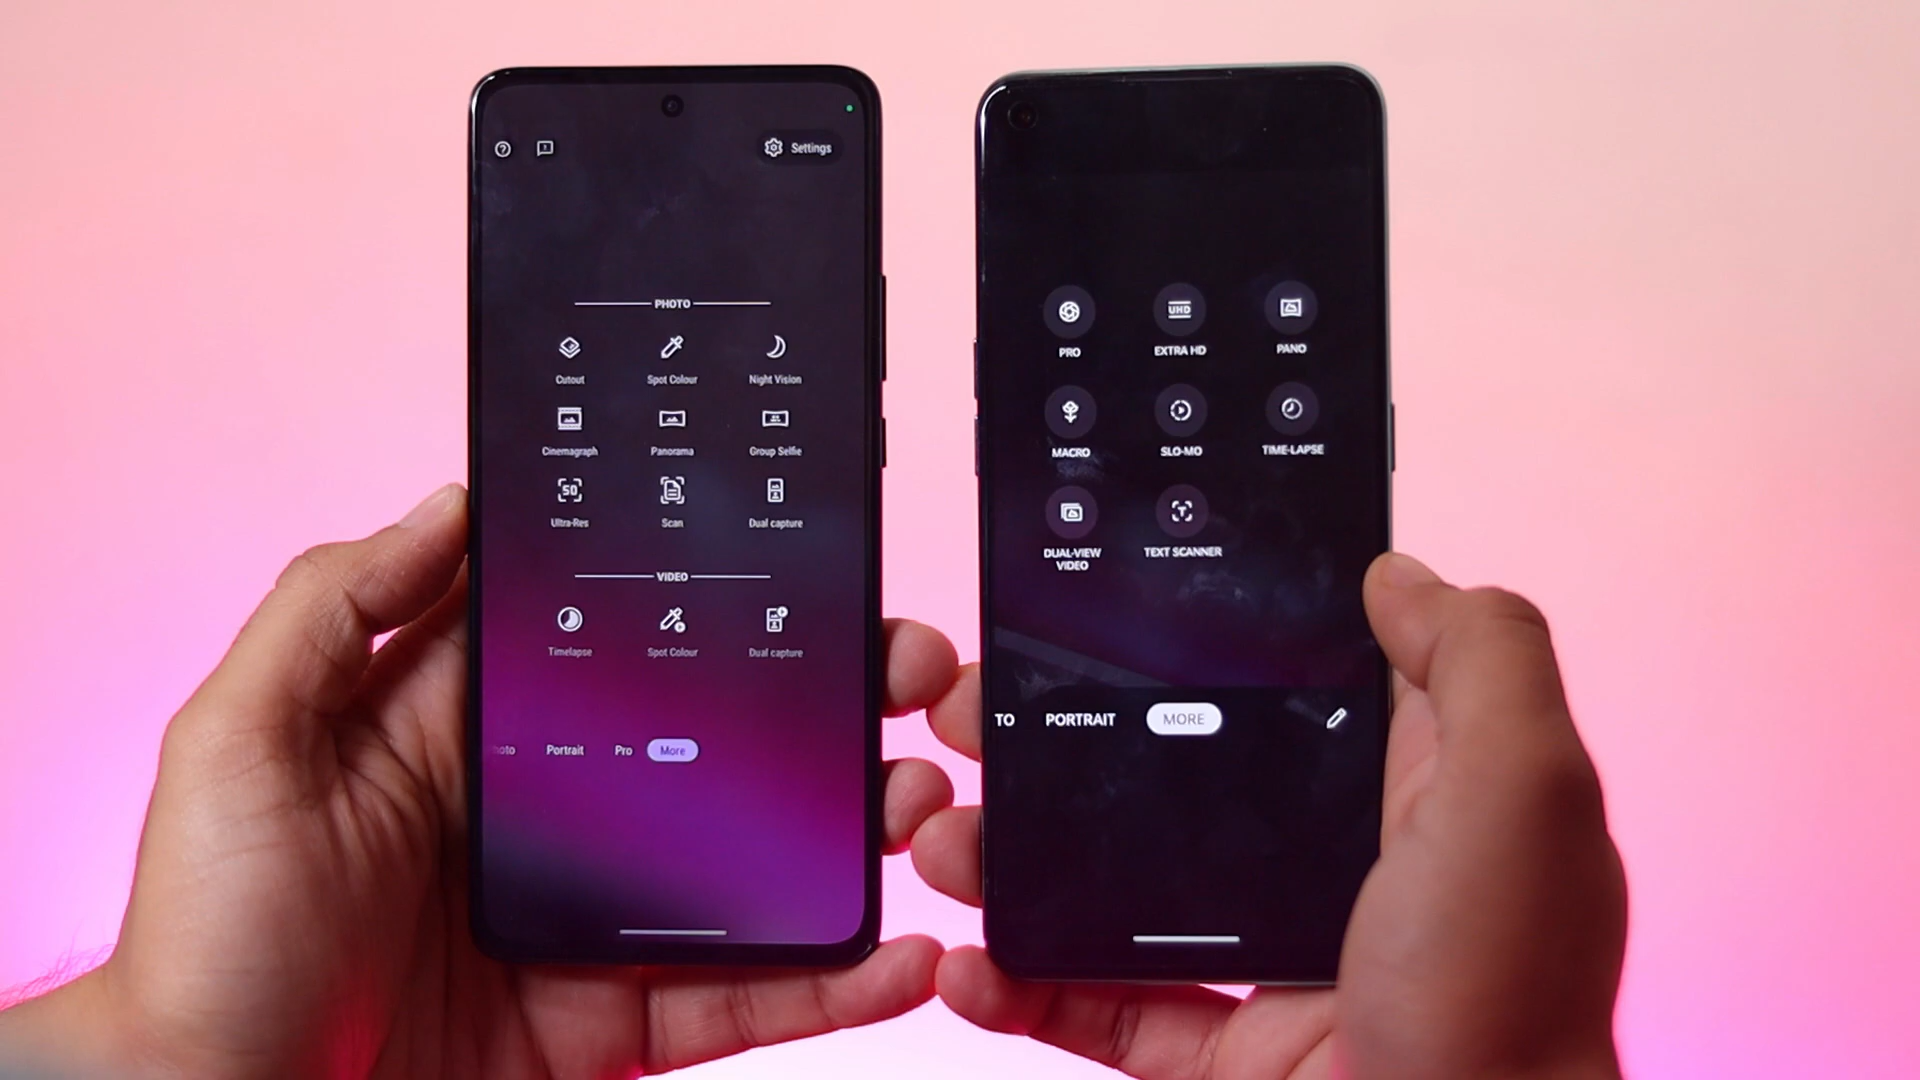 Settings
PHOTO
Cutout Spot Colour Night Vision
Cinemagraph Panorama Group Selfie
50
Ultra-Res Scan Dual capture
VIDEO
Timelapse Spot Colour Dual capture
hoto Portrait Pro More
UHD
PRO EXTRA HD PANO
MACRO SLO-MO TIME-LAPSE
T
DUAL-VIEW TEXT SCANNER
VIDEO
TO PORTRAIT MORE